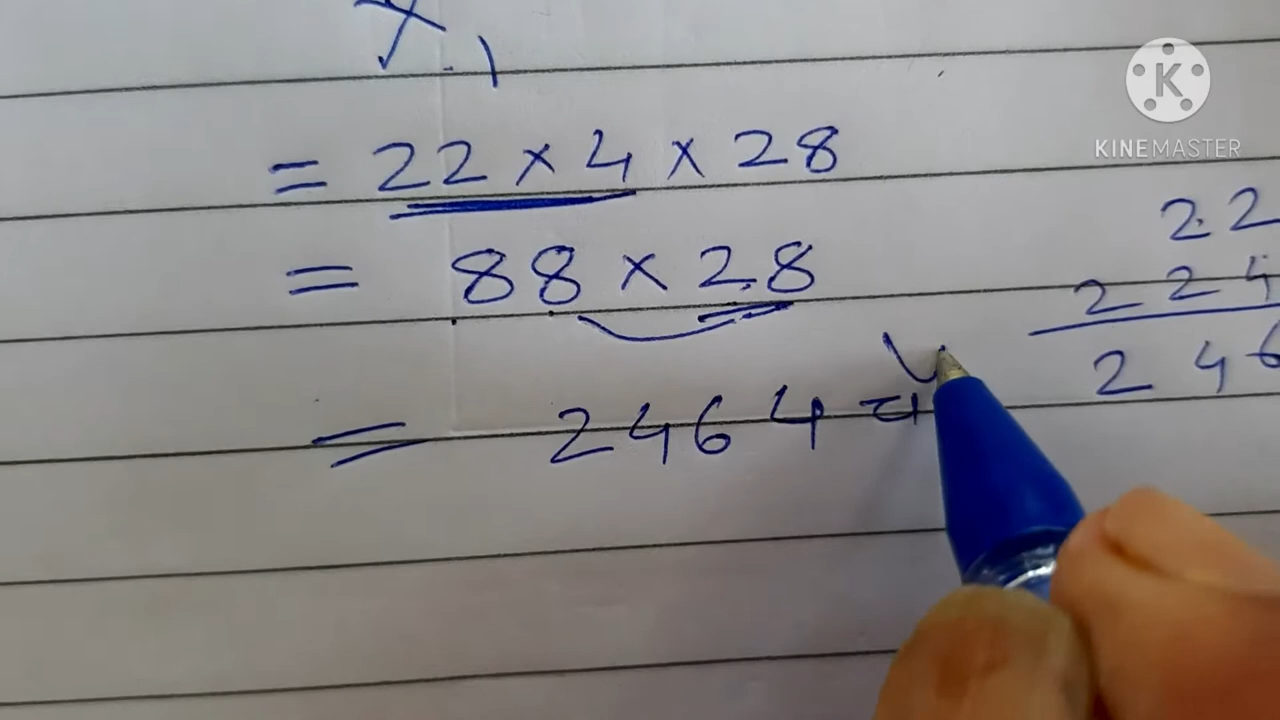 = 22 × 4 × 28
= 88 × 28
= 2464 व
22
224
246
K
KINEMASTER